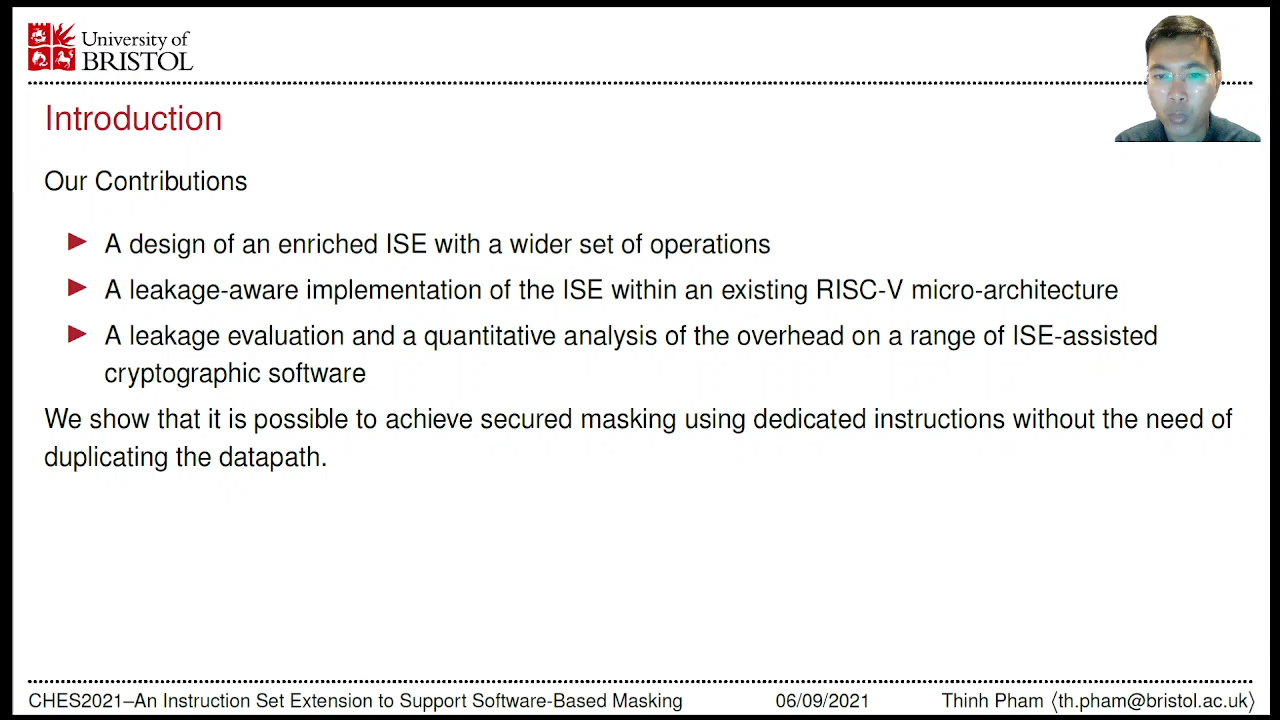 University of
BRISTOL
Introduction
Our Contributions
A design of an enriched ISE with a wider set of operations
A leakage-aware implementation of the ISE within an existing RISC-V micro-architecture
A leakage evaluation and a quantitative analysis of the overhead on a range of ISE-assisted
cryptographic software
We show that it is possible to achieve secured masking using dedicated instructions without the need of
duplicating the datapath.
CHES2021–An Instruction Set Extension to Support Software-Based Masking 06/09/2021 Thinh Pham ⟨th.pham@bristol.ac.uk⟩